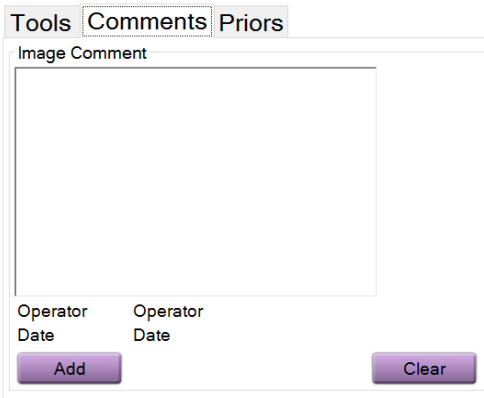 Tools Comments Priors
Image Comment
Operator Operator
Date Date
Add Clear